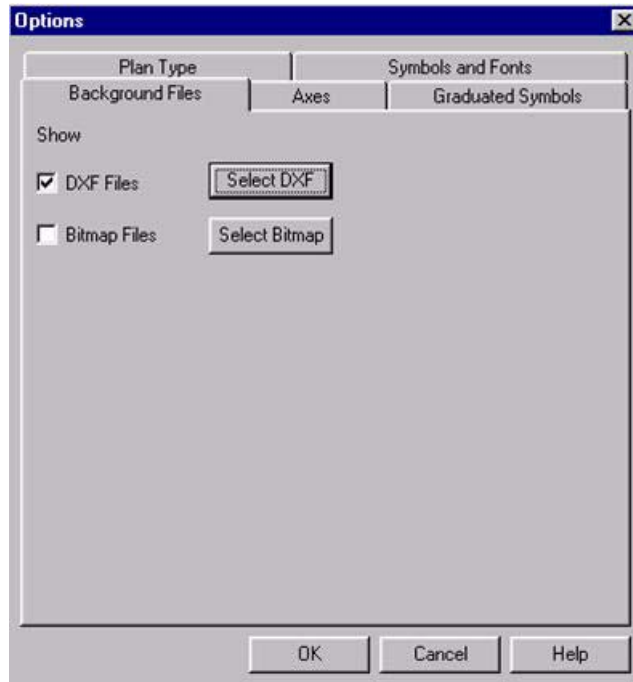 Options
Plan Type Symbols and Fonts
Background Files Axes Graduated Symbols
Show
DXF Files Select DXF
Bitmap Files Select Bitmap
OK Cancel Help